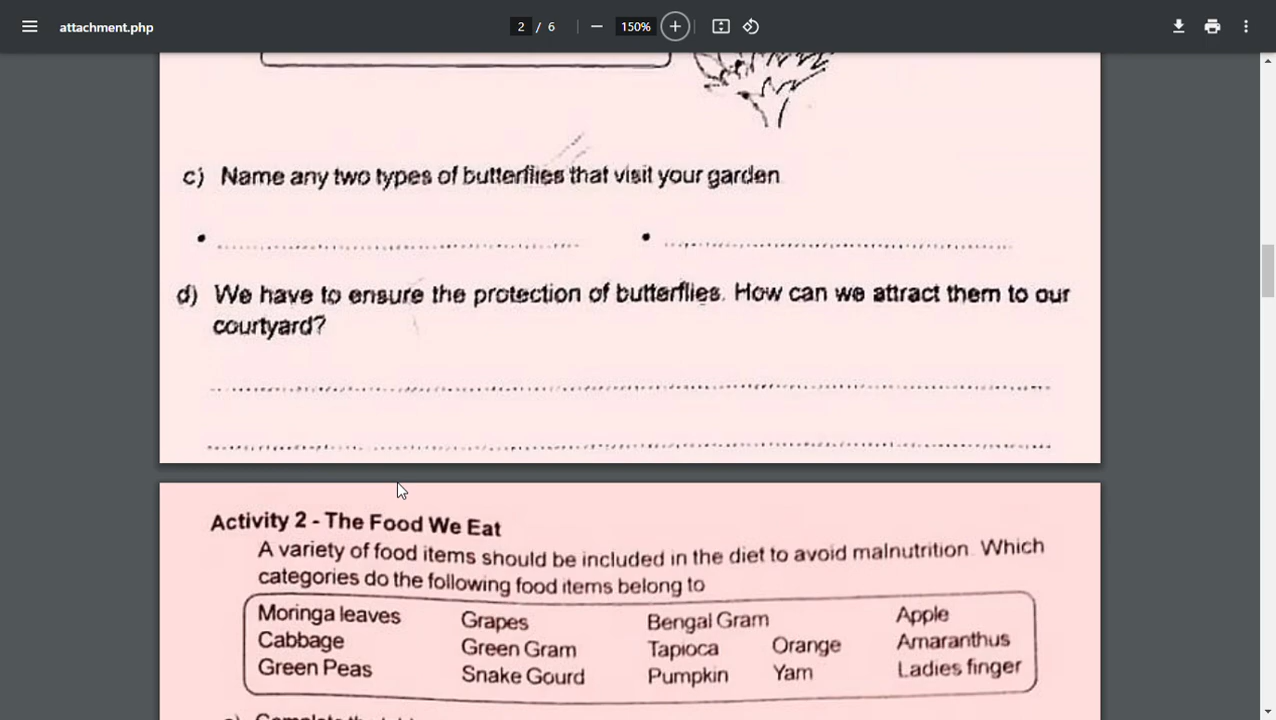 attachment.php
2 / 6
150%
c) Name any two types of butterflies that visit your garden
d) We have to ensure the protection of butterflies. How can we attract them to our
courtyard?
Activity 2 - The Food We Eat
A variety of food items should be included in the diet to avoid malnutrition. Which
categories do the following food items belong to
Moringa leaves Grapes Bengal Gram Apple
Cabbage Green Gram Tapioca Orange Amaranthus
Green Peas Snake Gourd Pumpkin Yam Ladies finger